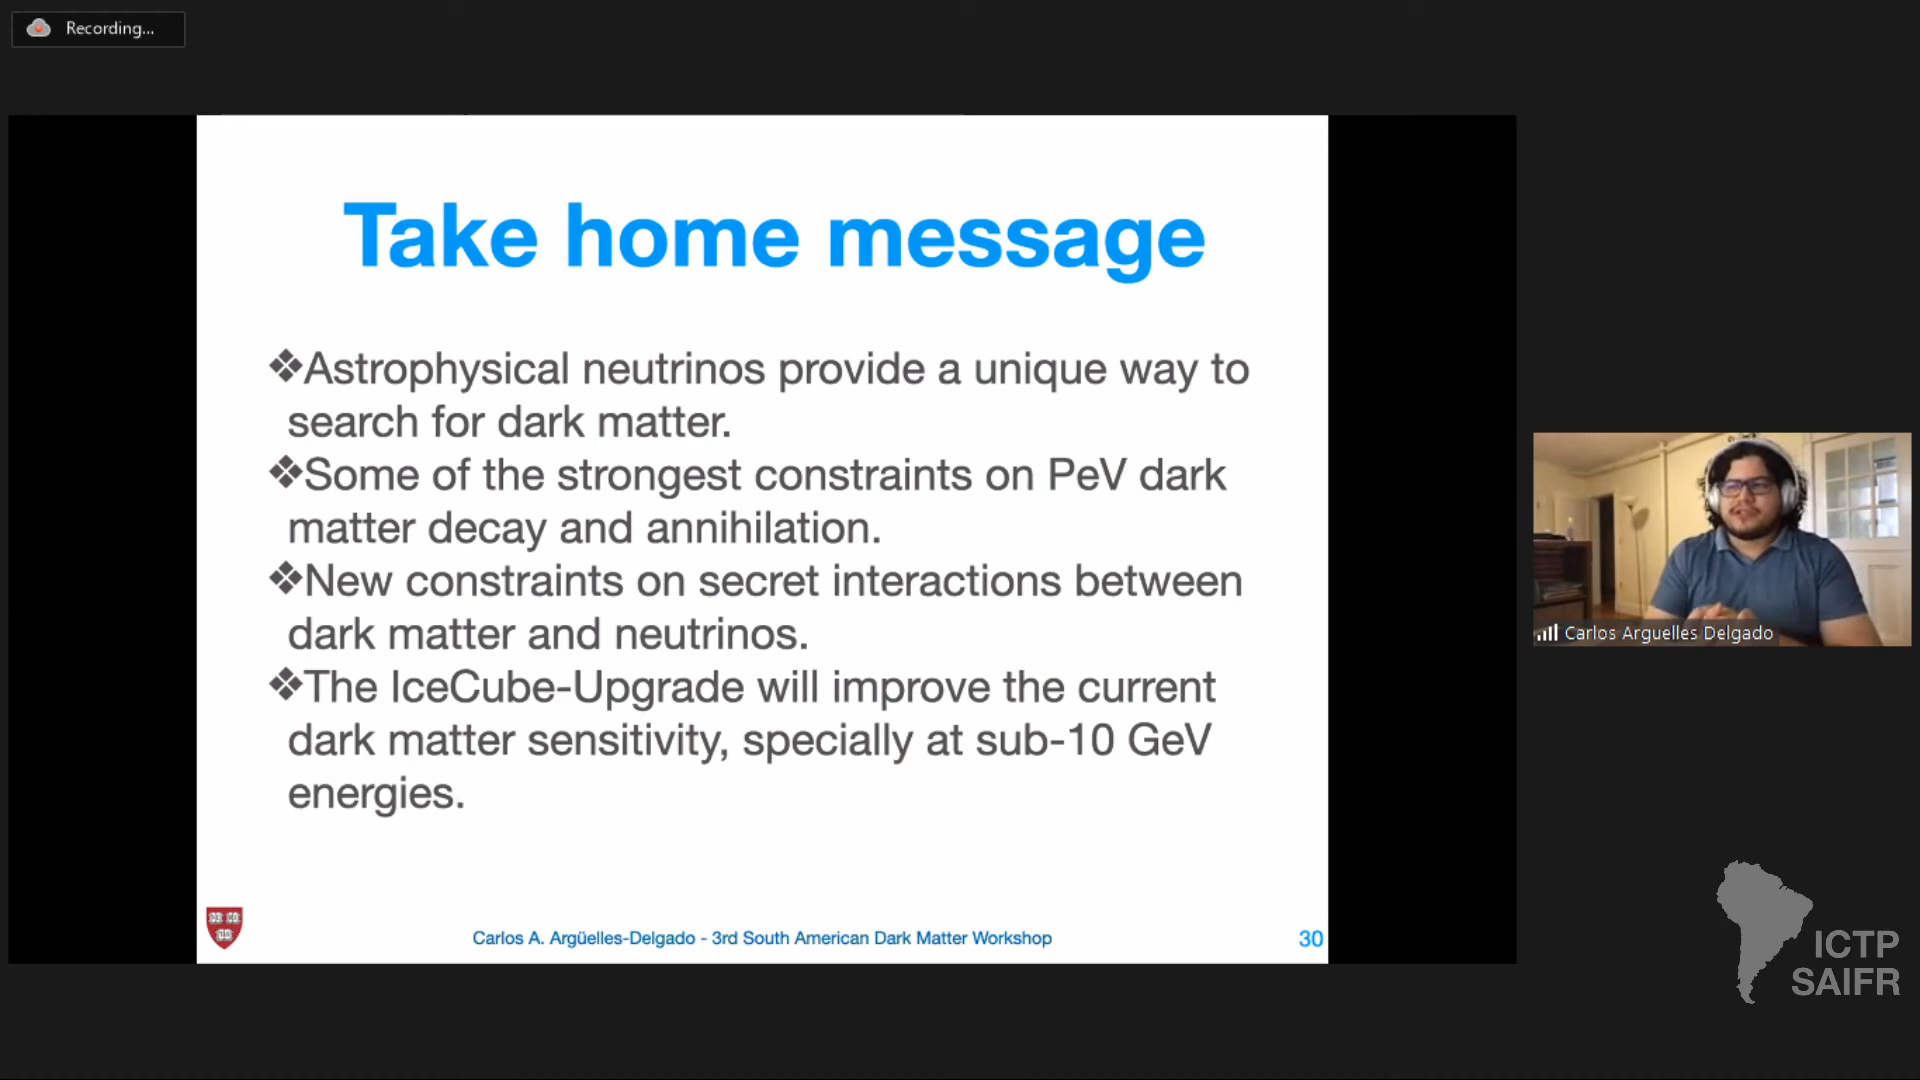 Recording...
Take home message
❖Astrophysical neutrinos provide a unique way to
search for dark matter.
❖Some of the strongest constraints on PeV dark
matter decay and annihilation.
❖New constraints on secret interactions between
dark matter and neutrinos.
❖The IceCube-Upgrade will improve the current
dark matter sensitivity, specially at sub-10 GeV
energies.
Carlos A. Argüelles-Delgado - 3rd South American Dark Matter Workshop
30
Carlos Arguelles Delgado
ICTP
SAIFR